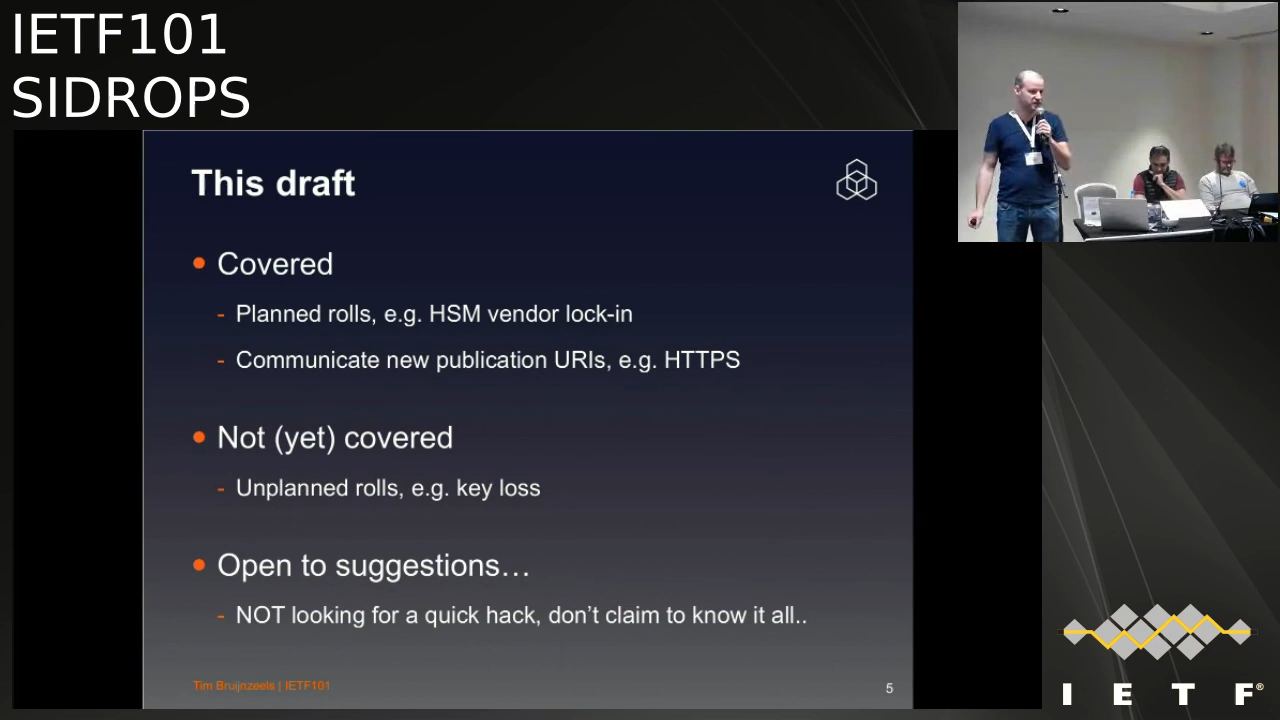 IETF101
SIDROPS
This draft
Covered
- Planned rolls, e.g. HSM vendor lock-in
- Communicate new publication URIs, e.g. HTTPS
Not (yet) covered
- Unplanned rolls, e.g. key loss
Open to suggestions…
- NOT looking for a quick hack, don’t claim to know it all..
Tim Bruijnzeels | IETF101
5
I E T F®